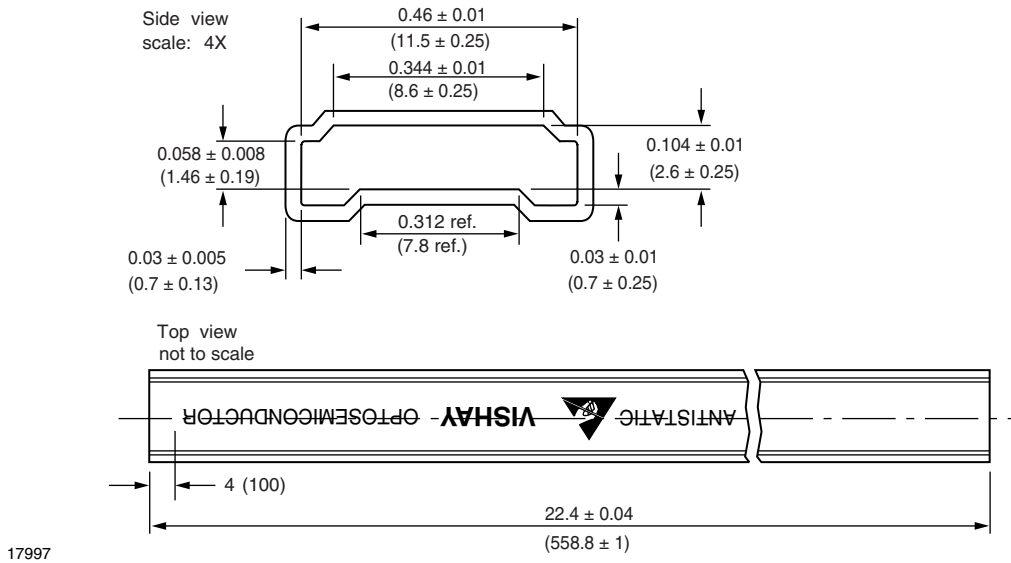 Side view
scale: 4X
0.46 ± 0.01
(11.5 ± 0.25)
0.344 ± 0.01
(8.6 ± 0.25)
0.058 ± 0.008
(1.46 ± 0.19)
0.104 ± 0.01
(2.6 ± 0.25)
0.312 ref.
(7.8 ref.)
0.03 ± 0.005
(0.7 ± 0.13)
0.03 ± 0.01
(0.7 ± 0.25)
Top view
not to scale
OPTOSEMICONDUCTOR VISHAY ANTISTATIC
4 (100)
22.4 ± 0.04
(558.8 ± 1)
17997